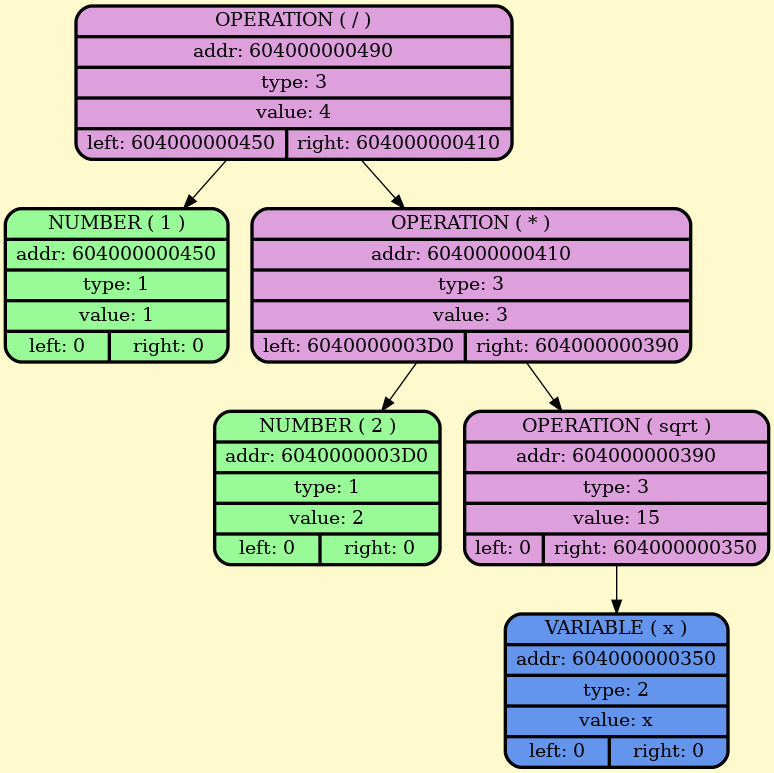 OPERATION ( / )
addr: 604000000490
type: 3
value: 4
left: 604000000450 right: 604000000410
NUMBER ( 1 )
addr: 604000000450
type: 1
value: 1
left: 0 right: 0
OPERATION ( * )
addr: 604000000410
type: 3
value: 3
left: 6040000003D0 right: 604000000390
NUMBER ( 2 )
addr: 6040000003D0
type: 1
value: 2
left: 0 right: 0
OPERATION ( sqrt )
addr: 604000000390
type: 3
value: 15
left: 0 right: 604000000350
VARIABLE ( x )
addr: 604000000350
type: 2
value: x
left: 0 right: 0